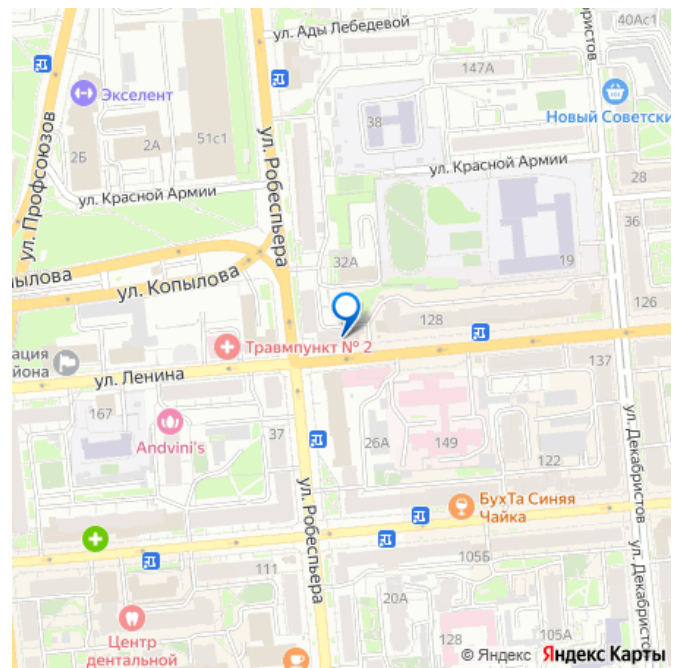 40Ас1
ул. Ады Лебедевой
147А
Экселент
Новый Советски
51с1
38
2Б
2А
ул. Профсоюзов
ул. Робеспьера
ул. Красной Армии
ул. Красной Армии
28
36
32А
19
пылова
ул. Копылова
128
126
Травмпункт № 2
ация
йона
ул. Ленина
137
167
Andvini's
37
26А
149
122
ул. Декабристов
ул. Робеспьера
БухТа Синяя
Чайка
111
105Б
ул. Декабристов
20А
Центр
дентальной
128
105А
© Яндекс Яндекс Карты